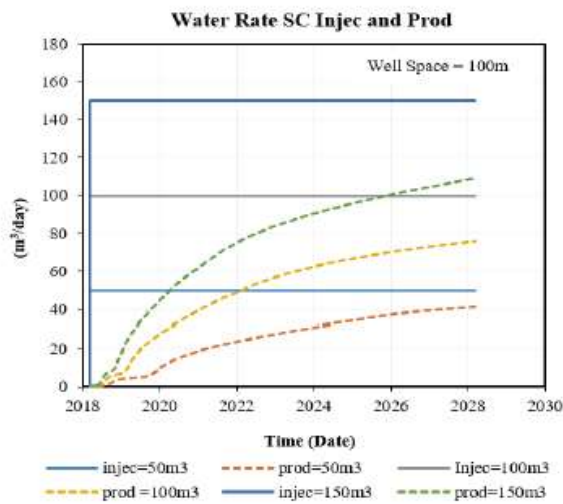 Water Rate SC Injec and Prod
Well Space = 100m
180
160
140
120
100
80
60
40
20
0
(m³/day)
2018 2020 2022 2024 2026 2028 2030
Time (Date)
injec=50m3 prod=50m3 Injec=100m3
prod =100m3 injec=150m3 prod=150m3